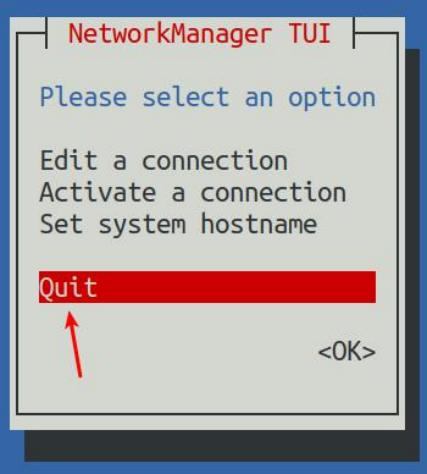 NetworkManager TUI
Please select an option
Edit a connection
Activate a connection
Set system hostname
Quit
<OK>